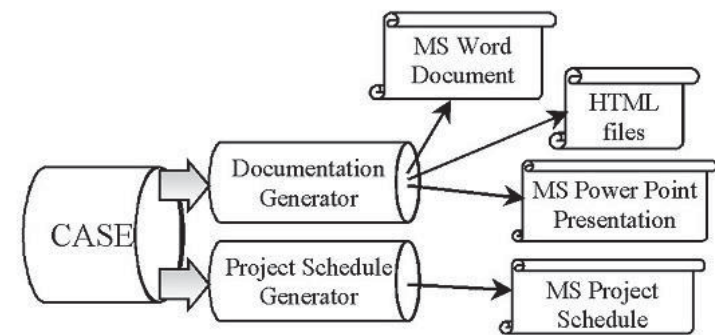 MS Word
Document
HTML
files
Documentation
Generator
MS Power Point
Presentation
CASE
Project Schedule
Generator
MS Project
Schedule